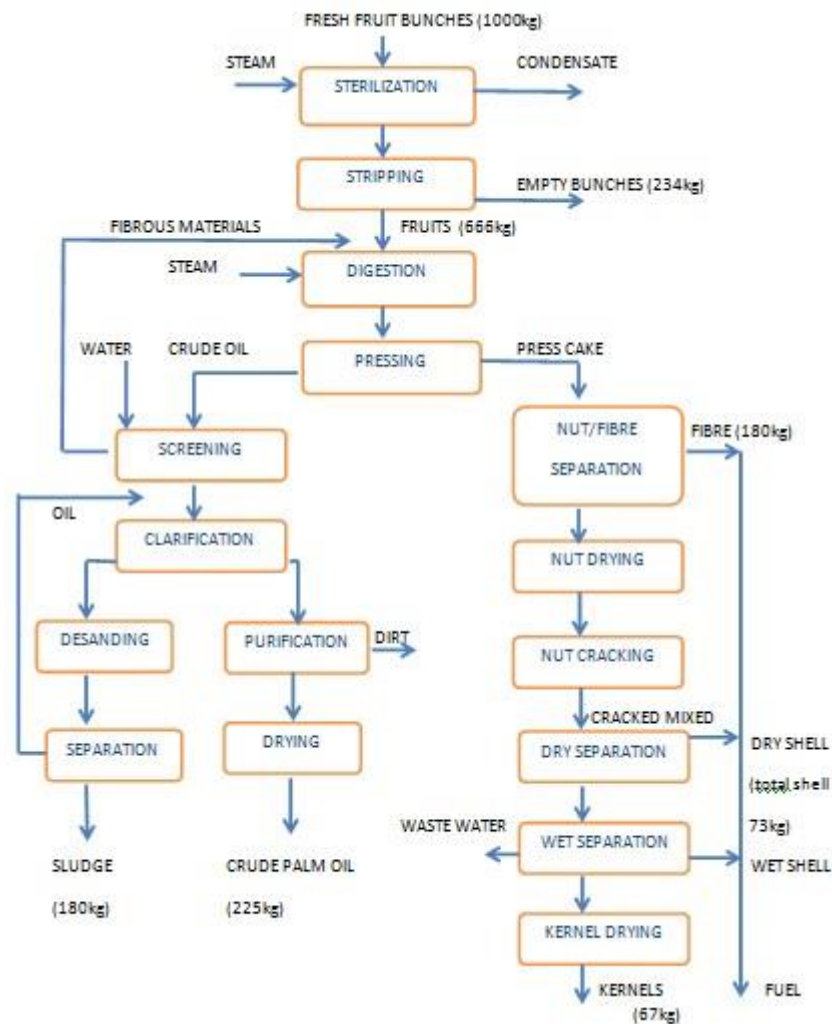 FRESH FRUIT BUNCHES (1000kg)
STEAM
CONDENSATE
STERILIZATION
STRIPPING
EMPTY BUNCHES (234kg)
FIBROUS MATERIALS
FRUITS (666kg)
STEAM
DIGESTION
WATER
CRUDE OIL
PRESSING
PRESS CAKE
SCREENING
NUT/FIBRE
SEPARATION
FIBRE (180kg)
OIL
CLARIFICATION
NUT DRYING
DESANDING
PURIFICATION
DIRT
NUT CRACKING
CRACKED MIXED
SEPARATION
DRYING
DRY SEPARATION
DRY SHELL
(total shell
73kg)
WASTE WATER
WET SEPARATION
WET SHELL
SLUDGE
(180kg)
CRUDE PALM OIL
(225kg)
KERNEL DRYING
KERNELS
(67kg)
FUEL